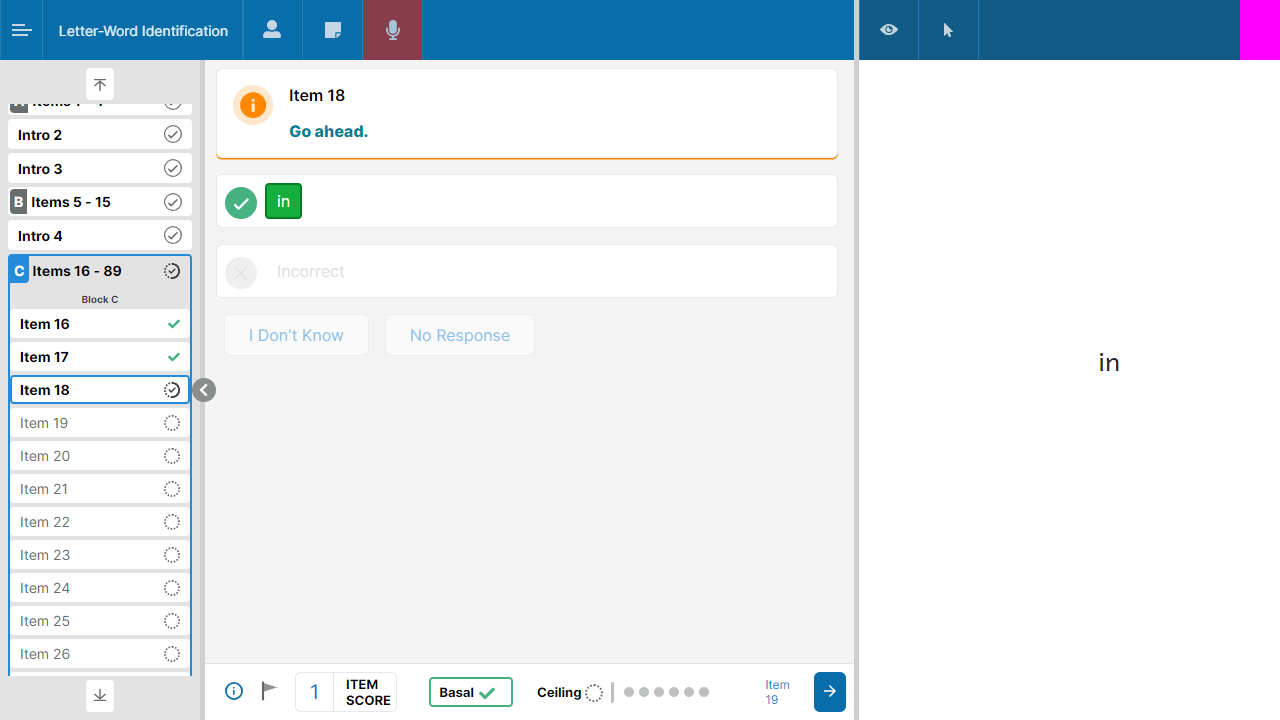 Letter-Word Identification
Intro 2
Intro 3
B Items 5 - 15
Intro 4
C Items 16 - 89
Block C
Item 16
Item 17
Item 18
Item 19
Item 20
Item 21
Item 22
Item 23
Item 24
Item 25
Item 26
Item 18
Go ahead.
in
Incorrect
I Don't Know
No Response
1
ITEM
SCORE
Basal
Ceiling
Item
19
in